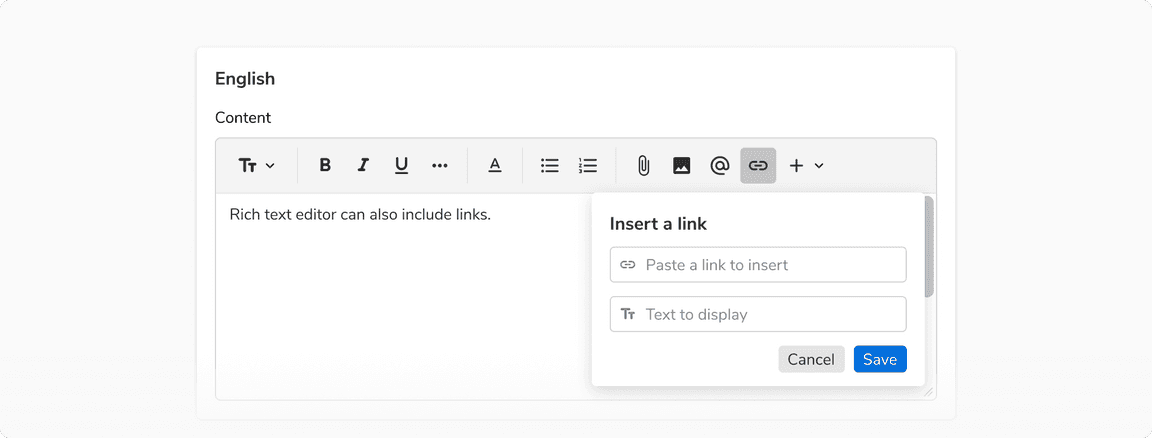 English
Content
Tт B I U A @
Rich text editor can also include links.
Insert a link
Paste a link to insert
Tт Text to display
Cancel Save